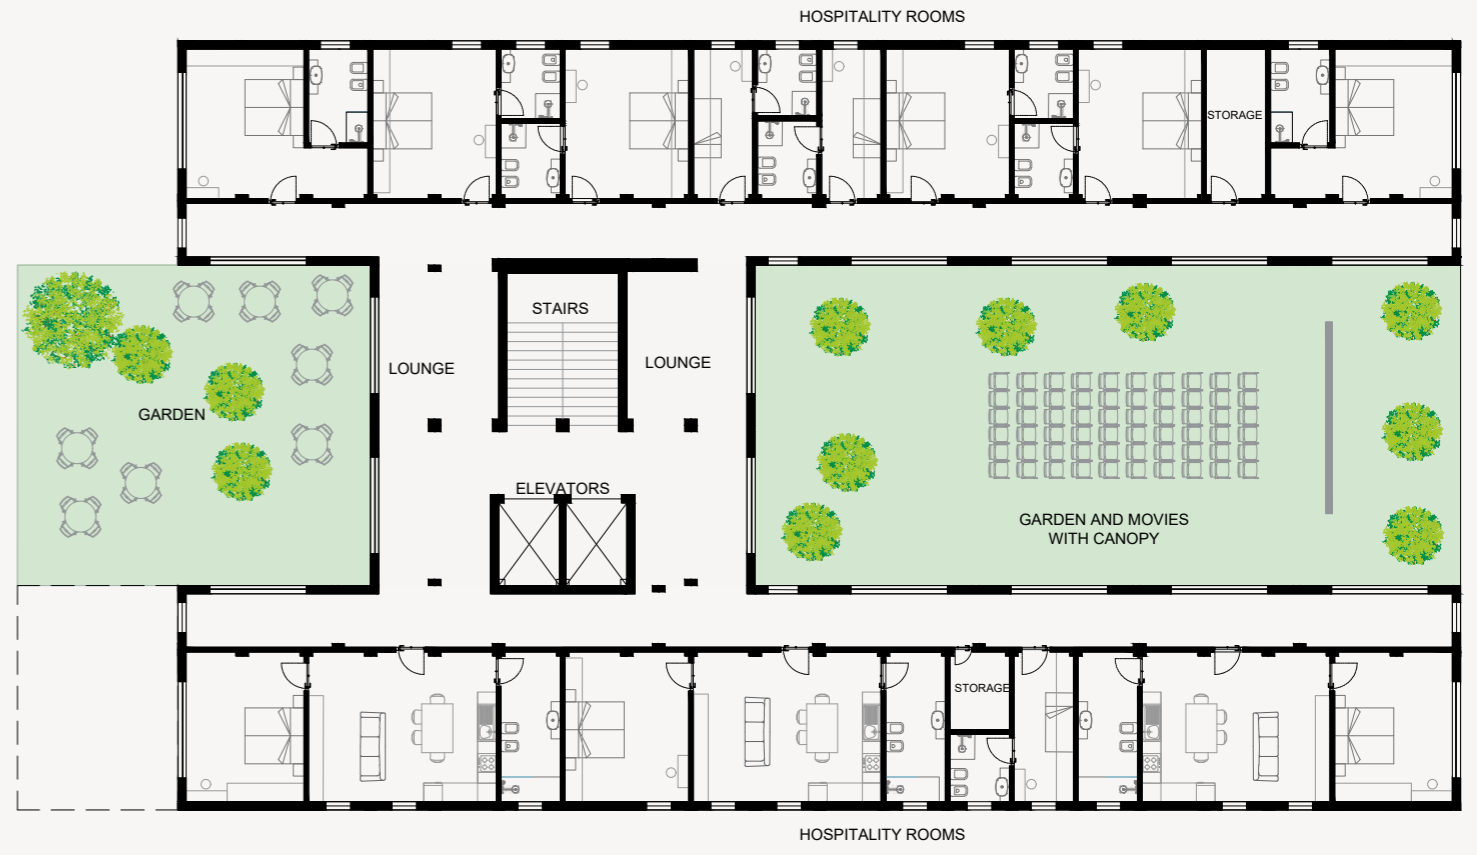 HOSPITALITY ROOMS
STORAGE
STAIRS
LOUNGE
LOUNGE
GARDEN
ELEVATORS
GARDEN AND MOVIES
WITH CANOPY
STORAGE
HOSPITALITY ROOMS